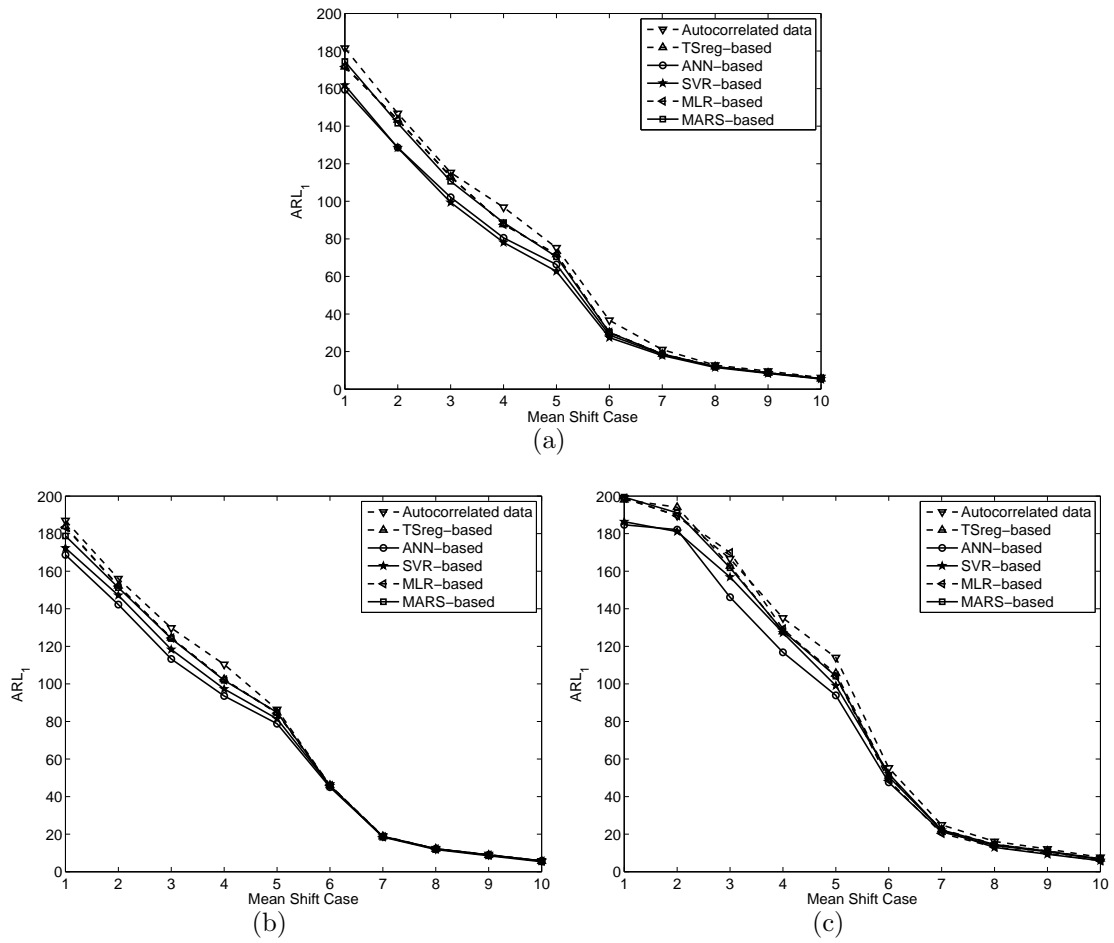 200
180
160
140
120
100
80
60
40
20
0
ARL1
1 2 3 4 5 6 7 8 9 10
Mean Shift Case
Autocorrelated data
TSreg-based
ANN-based
SVR-based
MLR-based
MARS-based
(a)
200
180
160
140
120
100
80
60
40
20
0
ARL1
1 2 3 4 5 6 7 8 9 10
Mean Shift Case
Autocorrelated data
TSreg-based
ANN-based
SVR-based
MLR-based
MARS-based
(b)
200
180
160
140
120
100
80
60
40
20
0
ARL1
1 2 3 4 5 6 7 8 9 10
Mean Shift Case
Autocorrelated data
TSreg-based
ANN-based
SVR-based
MLR-based
MARS-based
(c)